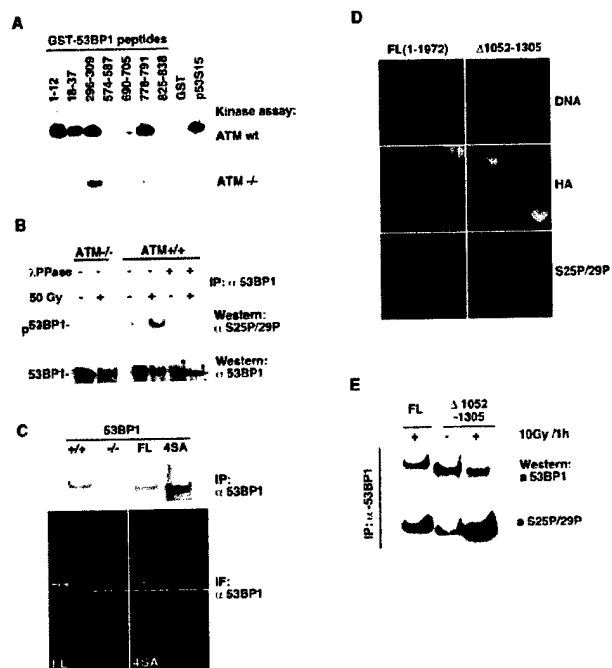 A
GST-53BP1 peptides
1-12
18-37
296-309
574-587
690-705
778-791
825-838
GST
p53S15
Kinase assay:
ATM wt
ATM -/-
B
ATM-/- ATM+/+
λPPase - - - - + +
IP: α 53BP1
50 Gy - + - + - +
p53BP1-
Western:
α S25P/29P
53BP1-
Western:
α 53BP1
C
53BP1
+/+ -/- FL 4SA
IP:
α 53BP1
IF:
α 53BP1
FL 4SA
D
FL(1-1972) Δ1052-1305
DNA
HA
S25P/29P
E
FL Δ 1052
-1305
+ - + 10Gy /1h
IP: α-53BP1
Western:
a 53BP1
a S25P/29P